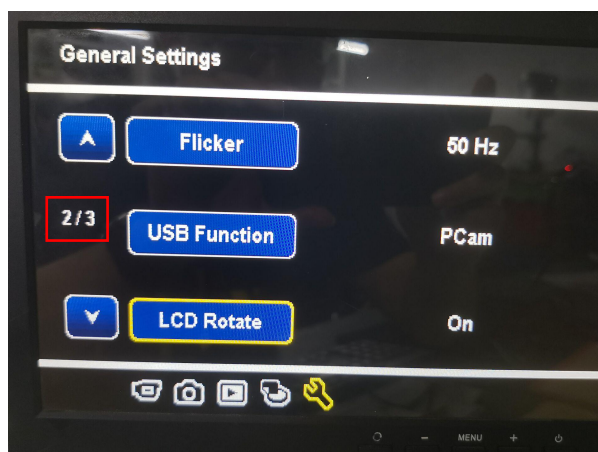 General Settings
Flicker 50 Hz
2/3
USB Function PCam
LCD Rotate On
- MENU +